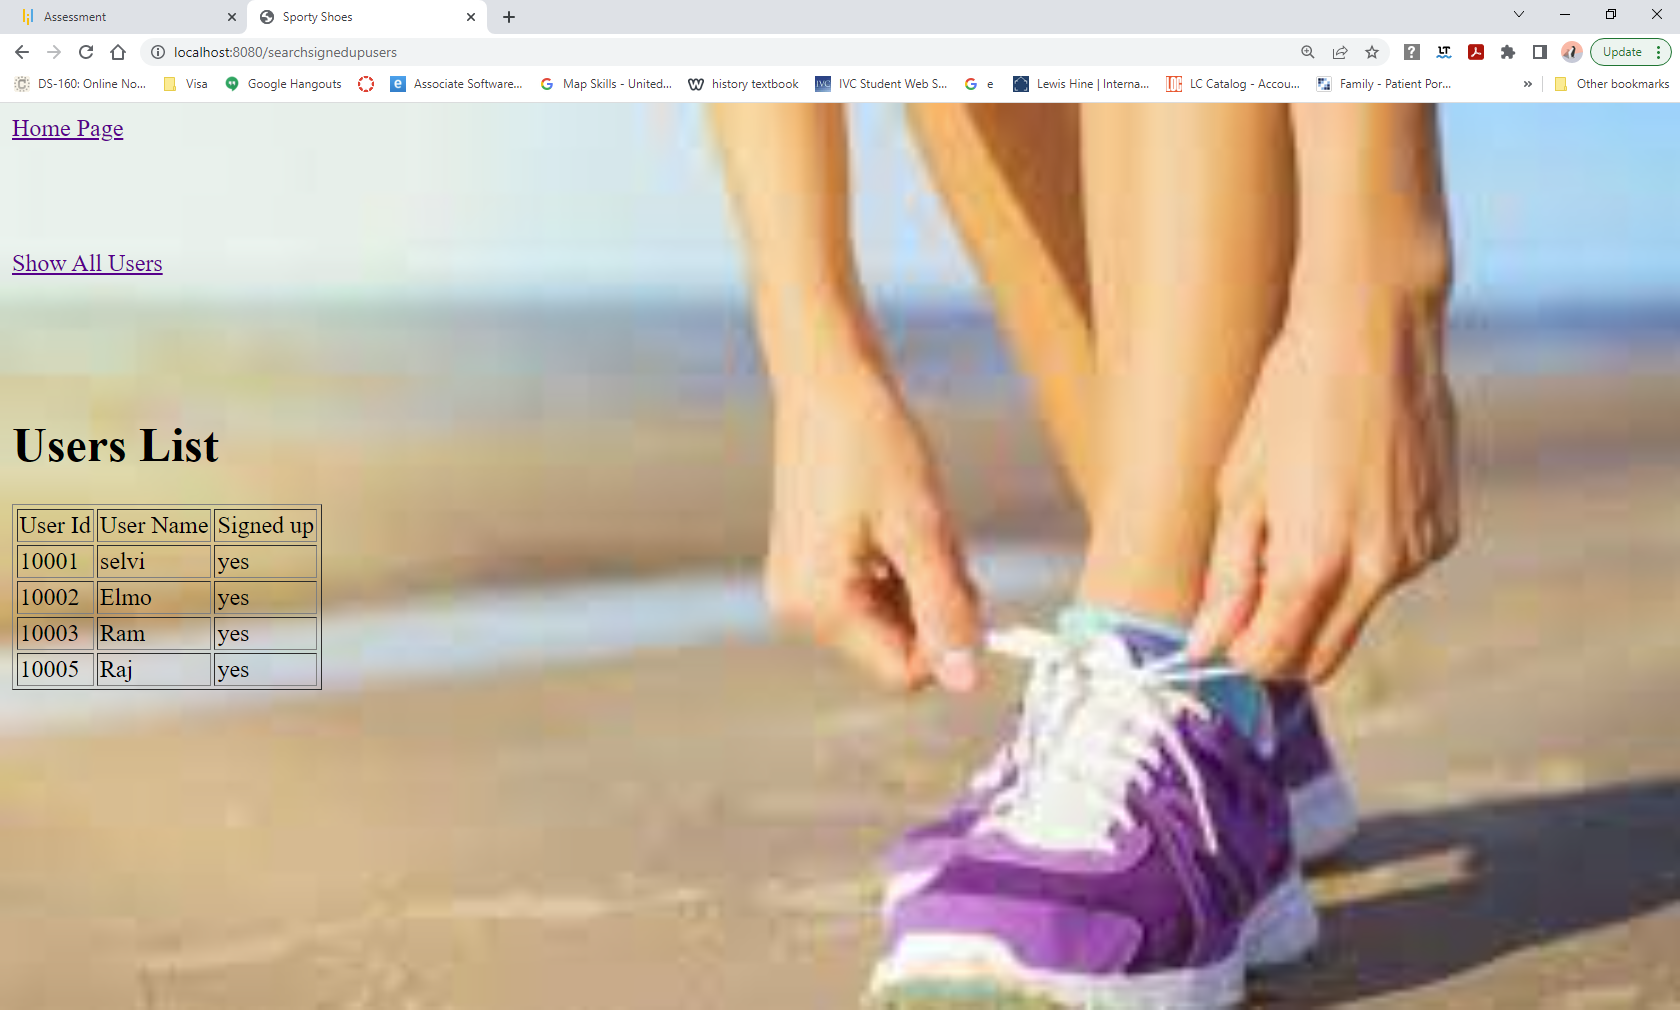 Assessment
Sporty Shoes
localhost:8080/searchsignedupusers
Update
DS-160: Online No...
Visa
Google Hangouts
Associate Software...
Map Skills - United...
history textbook
IVC Student Web S...
e
Lewis Hine | Interna...
LC Catalog - Accou...
Family - Patient Por...
»
Other bookmarks
Home Page
Show All Users
Users List
User Id User Name Signed up
10001 selvi yes
10002 Elmo yes
10003 Ram yes
10005 Raj yes